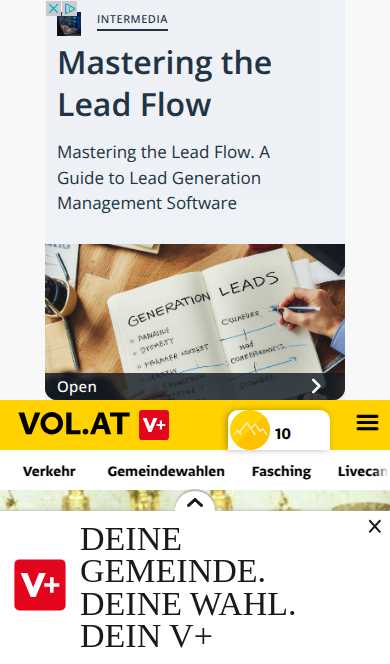 INTERMEDIA
Mastering the
Lead Flow
Mastering the Lead Flow. A
Guide to Lead Generation
Management Software
GENERATION LEADS
Open
VOL.AT V+
10
Verkehr Gemeindewahlen Fasching Livecan
V+
DEINE
GEMEINDE.
DEINE WAHL.
DEIN V+